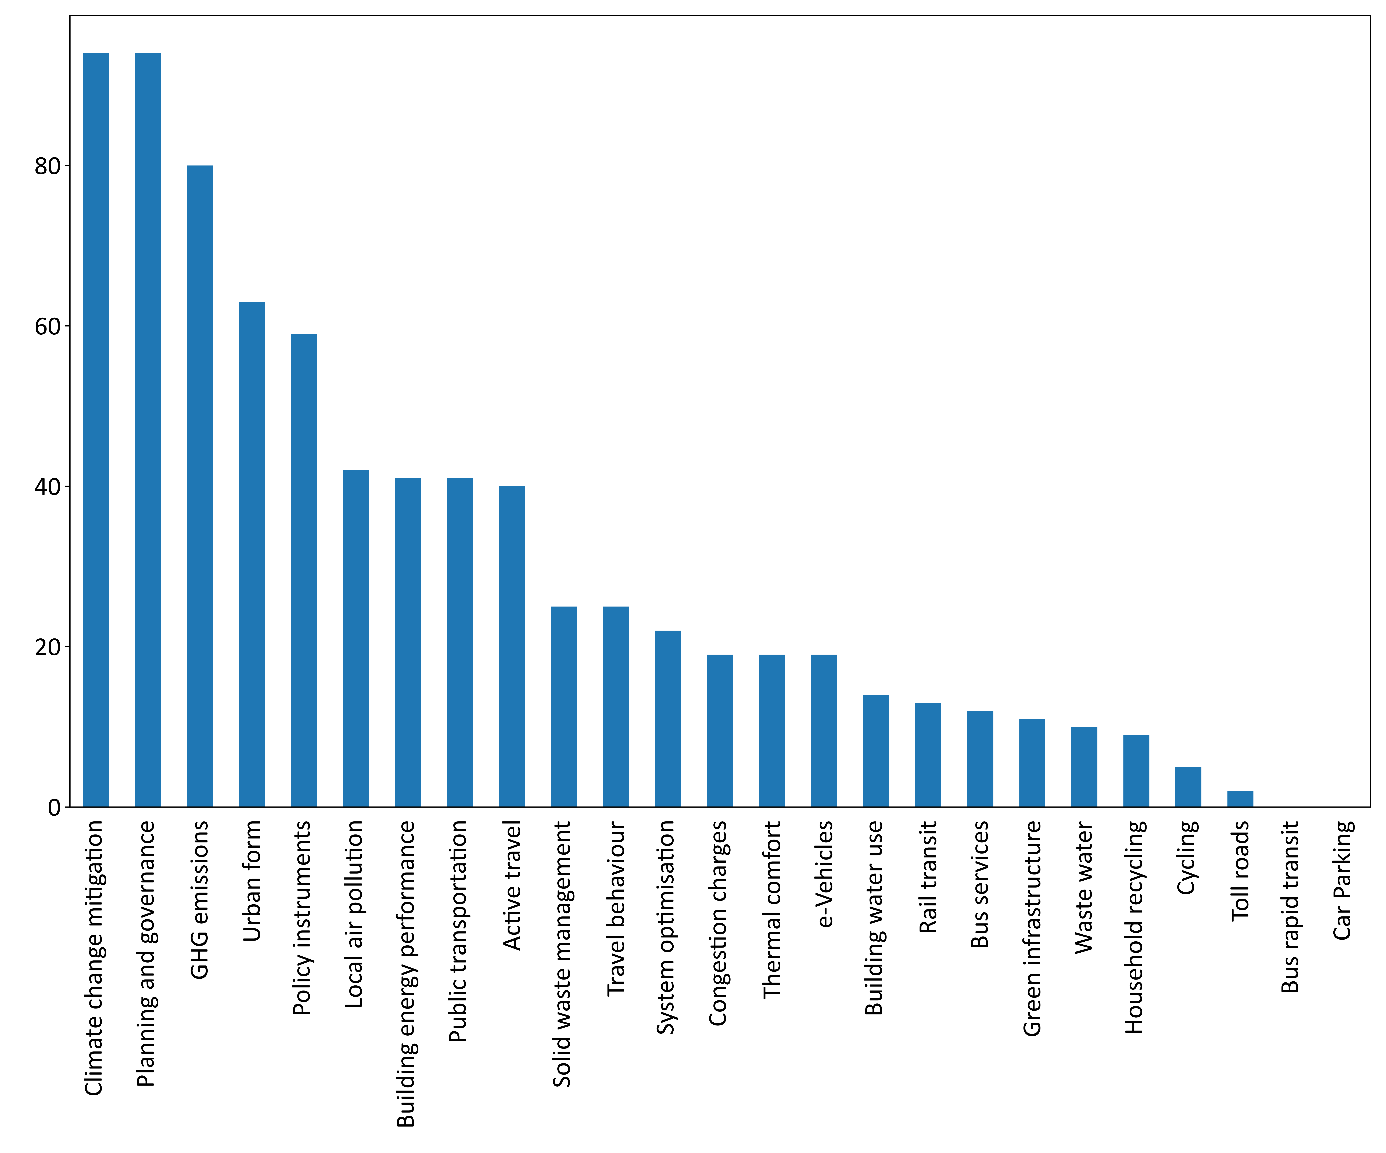 80
60
40
20
0
Climate change mitigation
Planning and governance
GHG emissions
Urban form
Policy instruments
Local air pollution
Building energy performance
Public transportation
Active travel
Solid waste management
Travel behaviour
System optimisation
Congestion charges
Thermal comfort
e-Vehicles
Building water use
Rail transit
Bus services
Green infrastructure
Waste water
Household recycling
Cycling
Toll roads
Bus rapid transit
Car Parking